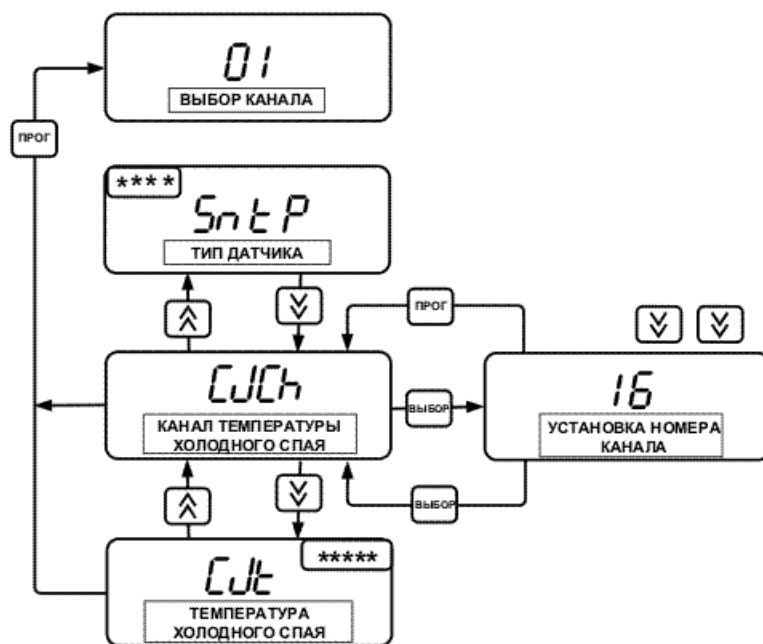 01
ВЫБОР КАНАЛА
ПРОГ
****
SntP
ТИП ДАТЧИКА
ПРОГ
CJCh
КАНАЛ ТЕМПЕРАТУРЫ
ХОЛОДНОГО СПАЯ
ВЫБОР
16
УСТАНОВКА НОМЕРА
КАНАЛА
ВЫБОР
*****
CJt
ТЕМПЕРАТУРА
ХОЛОДНОГО СПАЯ